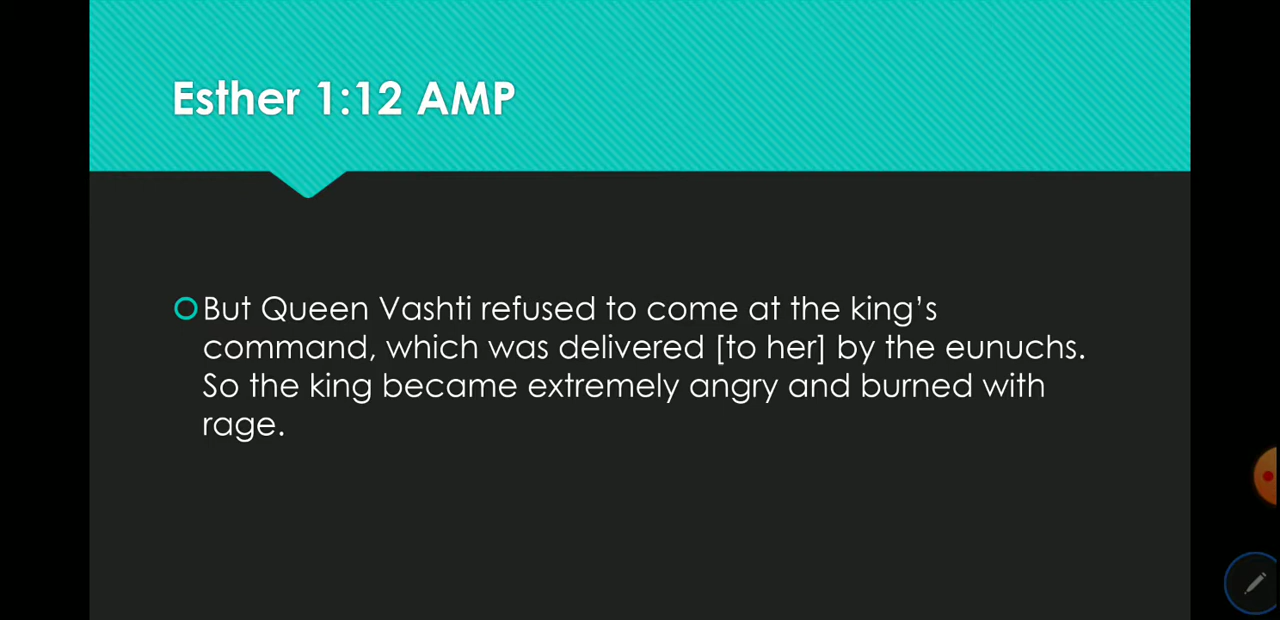 Esther 1:12 AMP
But Queen Vashti refused to come at the king’s
command, which was delivered [to her] by the eunuchs.
So the king became extremely angry and burned with
rage.